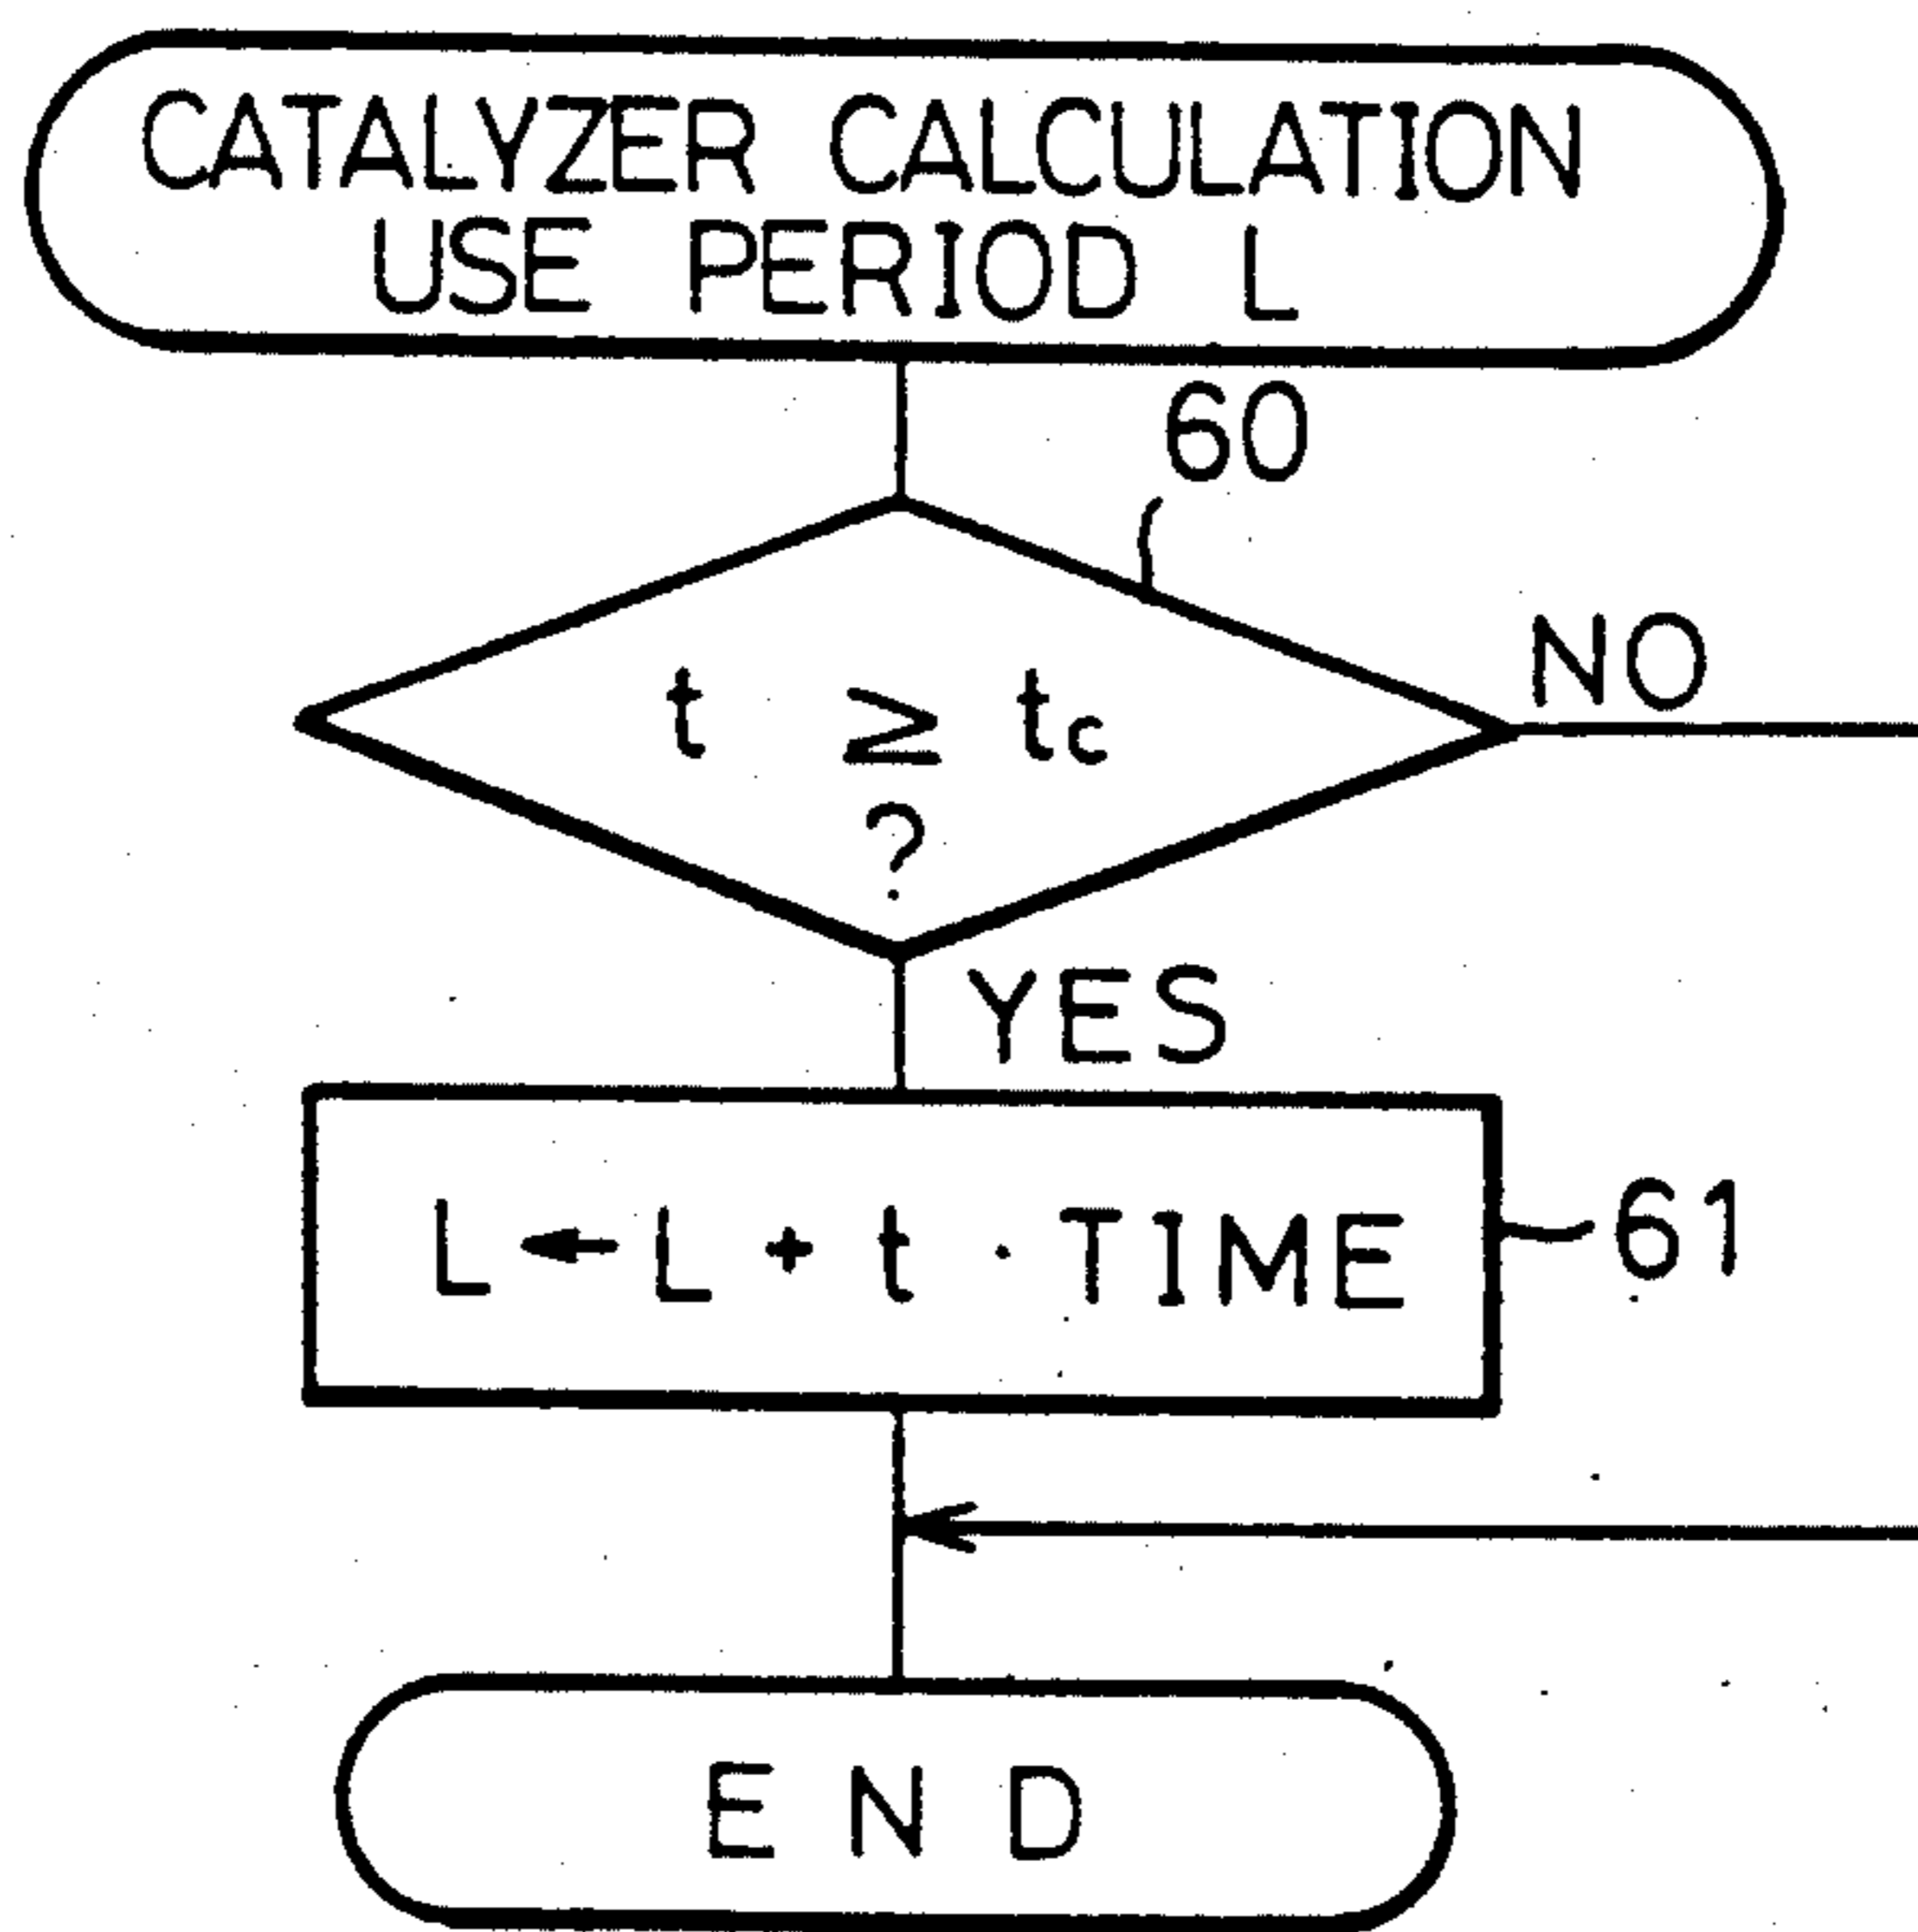 CATALYZER CALCULATION
USE PERIOD L
60
t ≧ tc
?
NO
YES
L ← L + t · TIME
61
END